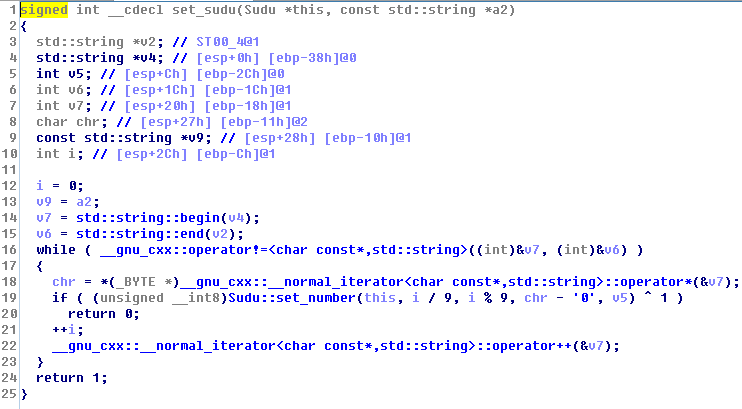 1 signed int __cdecl set_sudu(Sudu *this, const std::string *a2)
2 {
3 std::string *v2; // ST00_4@1
4 std::string *v4; // [esp+0h] [ebp-38h]@0
5 int v5; // [esp+Ch] [ebp-2Ch]@0
6 int v6; // [esp+1Ch] [ebp-1Ch]@1
7 int v7; // [esp+20h] [ebp-18h]@1
8 char chr; // [esp+27h] [ebp-11h]@2
9 const std::string *v9; // [esp+28h] [ebp-10h]@1
10 int i; // [esp+2Ch] [ebp-Ch]@1
11
12 i = 0;
13 v9 = a2;
14 v7 = std::string::begin(v4);
15 v6 = std::string::end(v2);
16 while ( __gnu_cxx::operator!=<char const*,std::string>((int)&v7, (int)&v6) )
17 {
18 chr = *(_BYTE *)__gnu_cxx::__normal_iterator<char const*,std::string>::operator*(&v7);
19 if ( (unsigned __int8)Sudu::set_number(this, i / 9, i % 9, chr - '0', v5) ^ 1 )
20 return 0;
21 ++i;
22 __gnu_cxx::__normal_iterator<char const*,std::string>::operator++(&v7);
23 }
24 return 1;
25 }